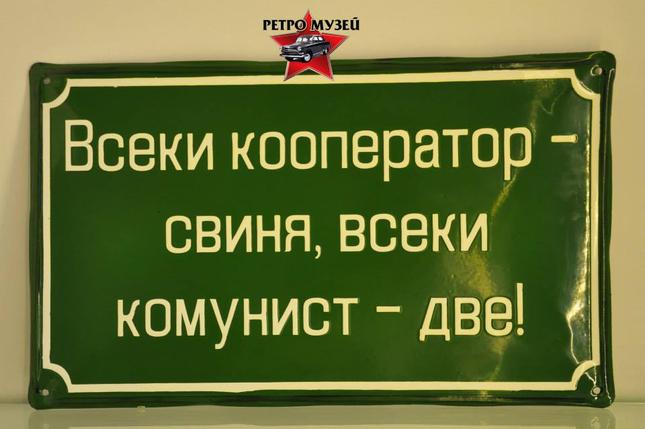 РЕТРО МУЗЕЙ
Всеки кооператор -
свиня, всеки
комунист - две!